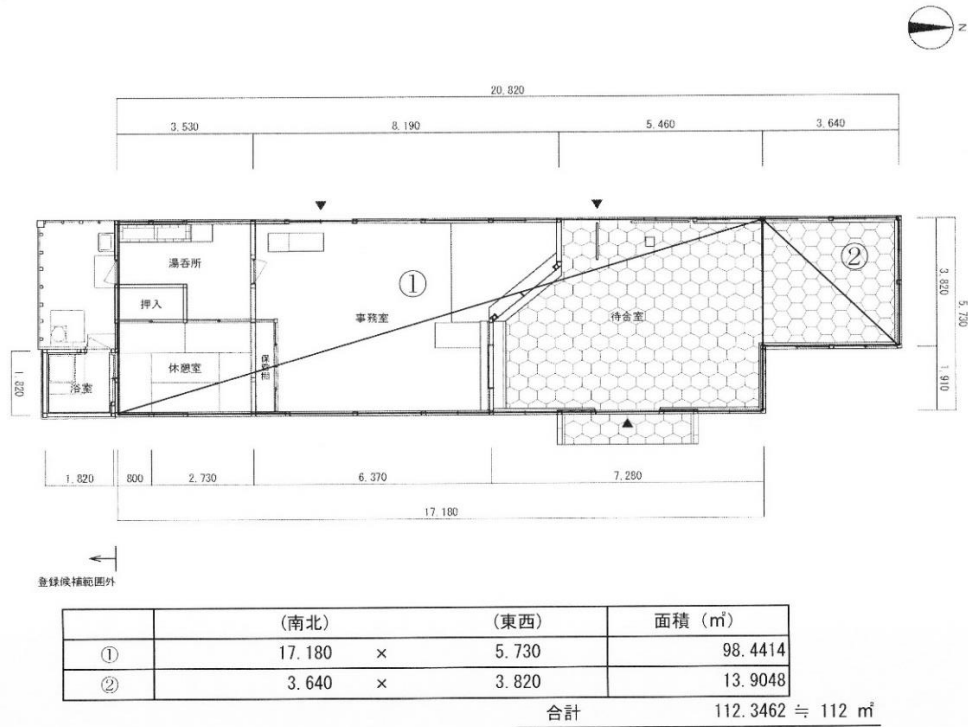 N
20.820
3.530 8.190 5.460 3.640
湯呑所
①
②
押入
事務室
待合室
3.820
5.730
休憩室
保管庫
浴室
1.820
1.910
1.820 800 2.730 6.370 7.280
17.180
登録候補範囲外
(南北) (東西) 面積(㎡)
① 17.180 × 5.730 98.4414
② 3.640 × 3.820 13.9048
合計 112.3462 ≒ 112 ㎡